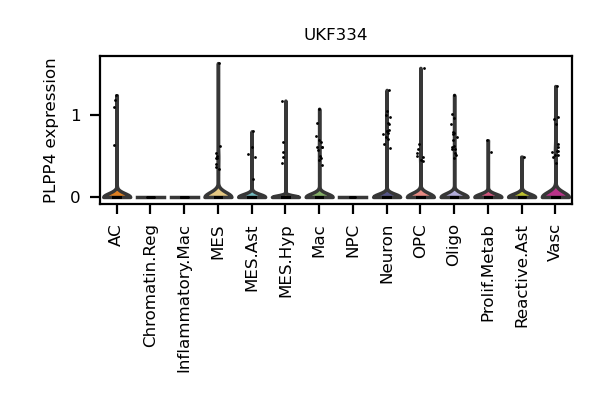 UKF334
PLPP4 expression
1
0
AC
Chromatin.Reg
Inflammatory.Mac
MES
MES.Ast
MES.Hyp
Mac
NPC
Neuron
OPC
Oligo
Prolif.Metab
Reactive.Ast
Vasc